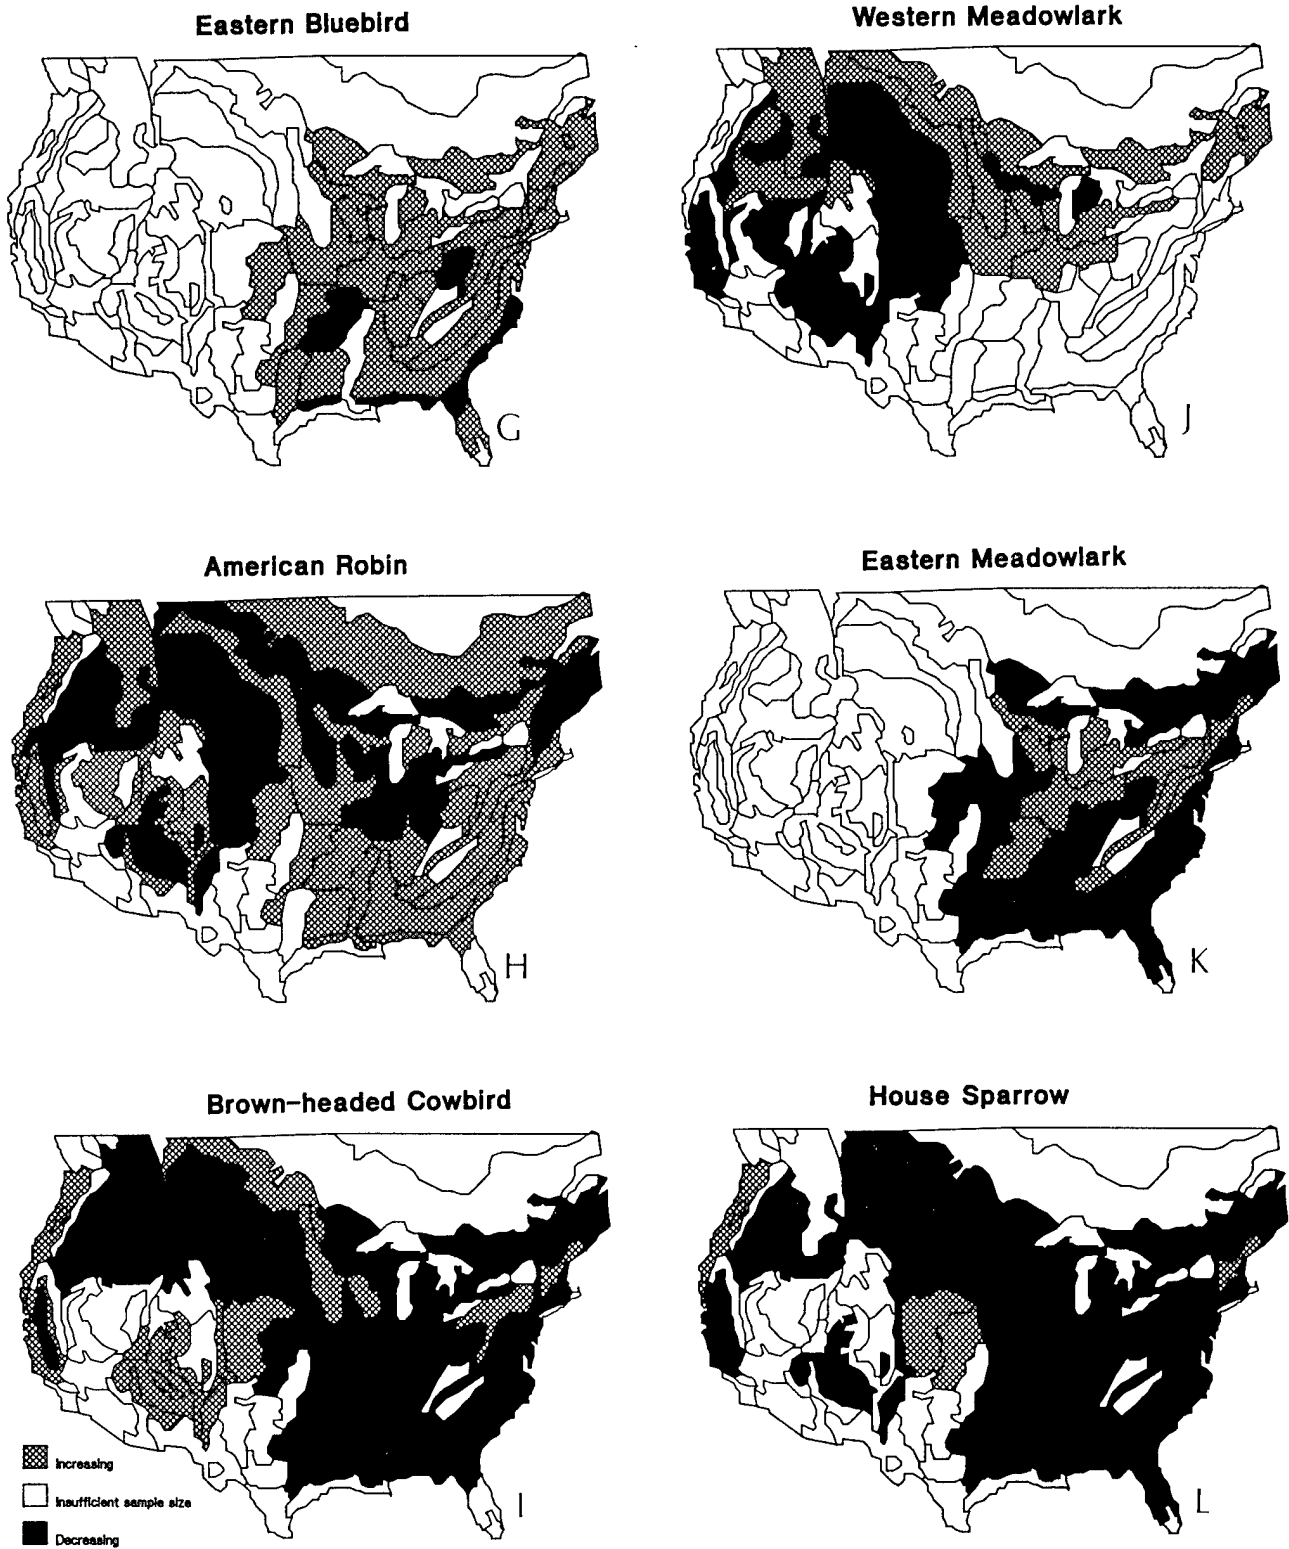 Eastern Bluebird
Western Meadowlark
G
J
American Robin
Eastern Meadowlark
H
K
Brown-headed Cowbird
House Sparrow
Increasing
Insufficient sample size
Decreasing
I
L